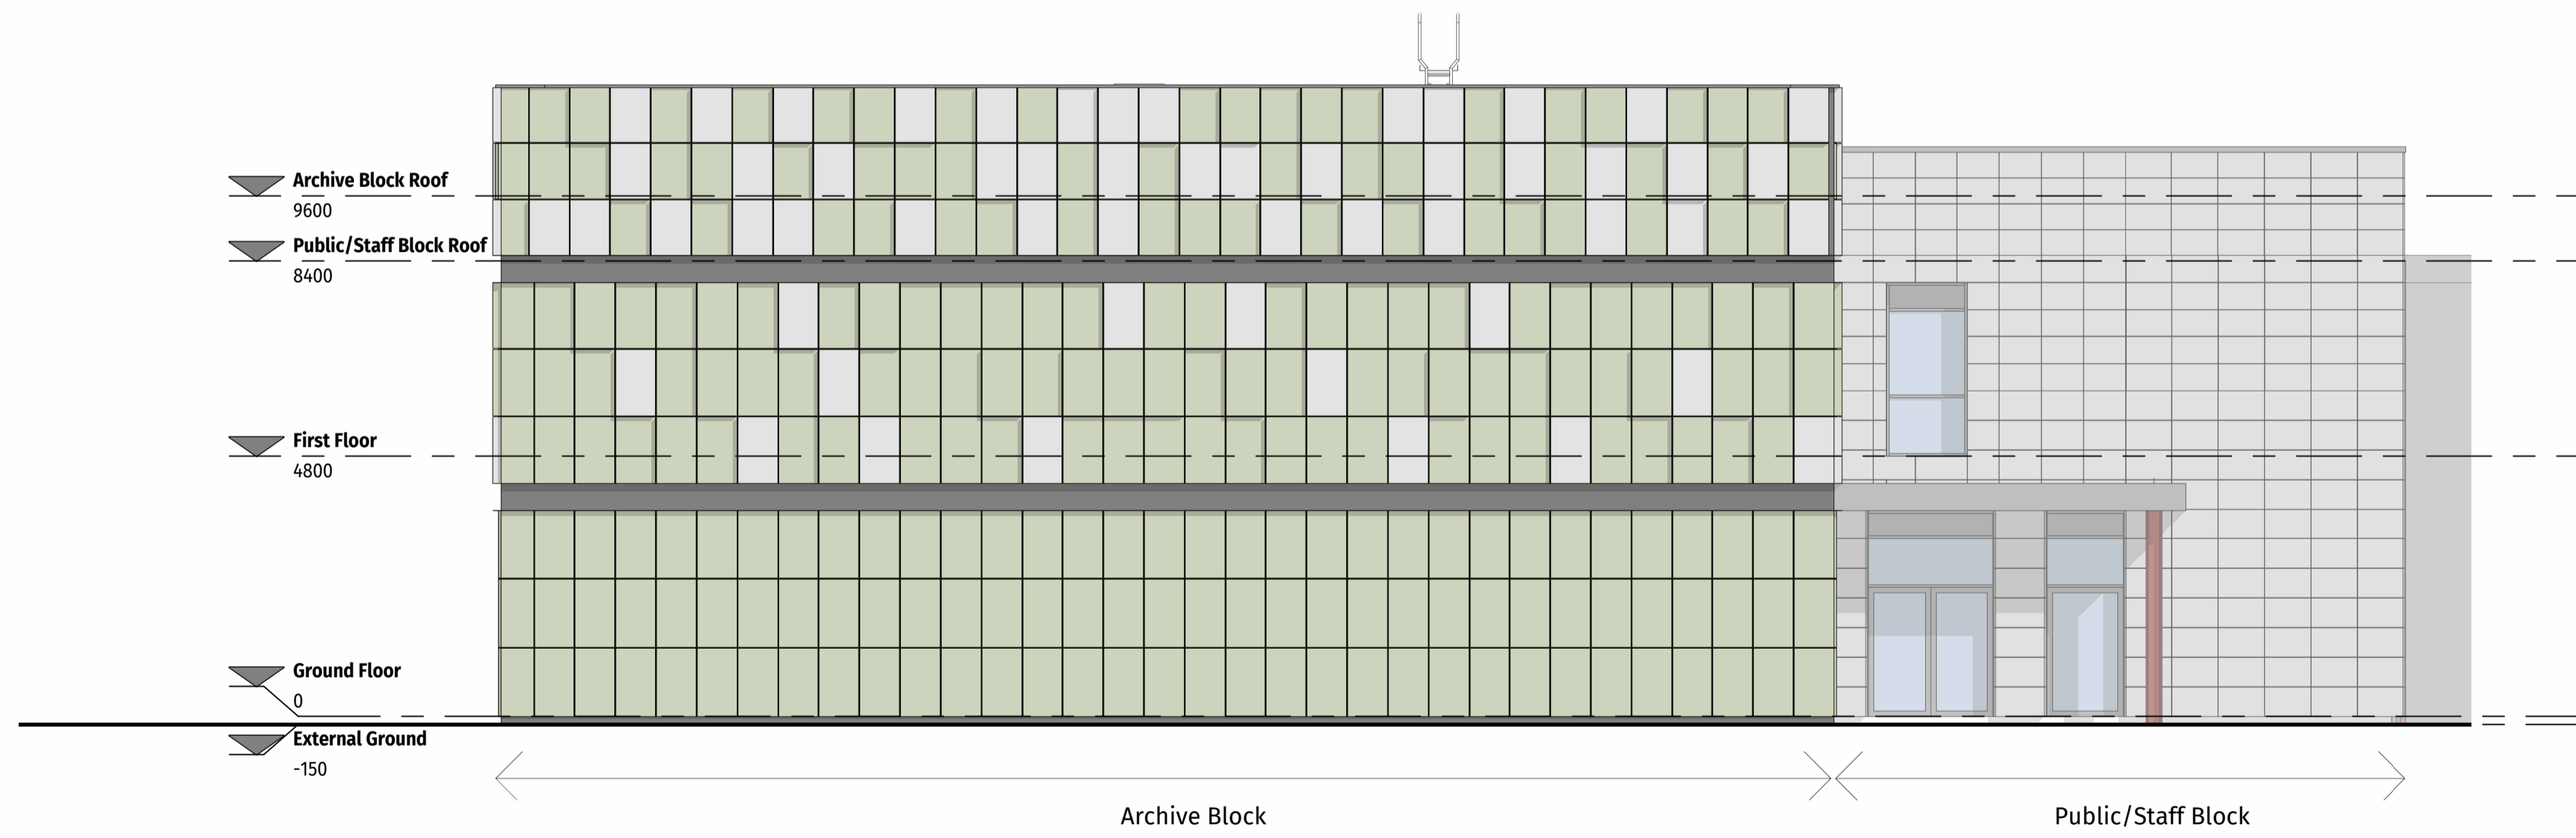 Archive Block Roof
9600
Public/Staff Block Roof
8400
First Floor
4800
Ground Floor
0
External Ground
-150
Archive Block
Public/Staff Block